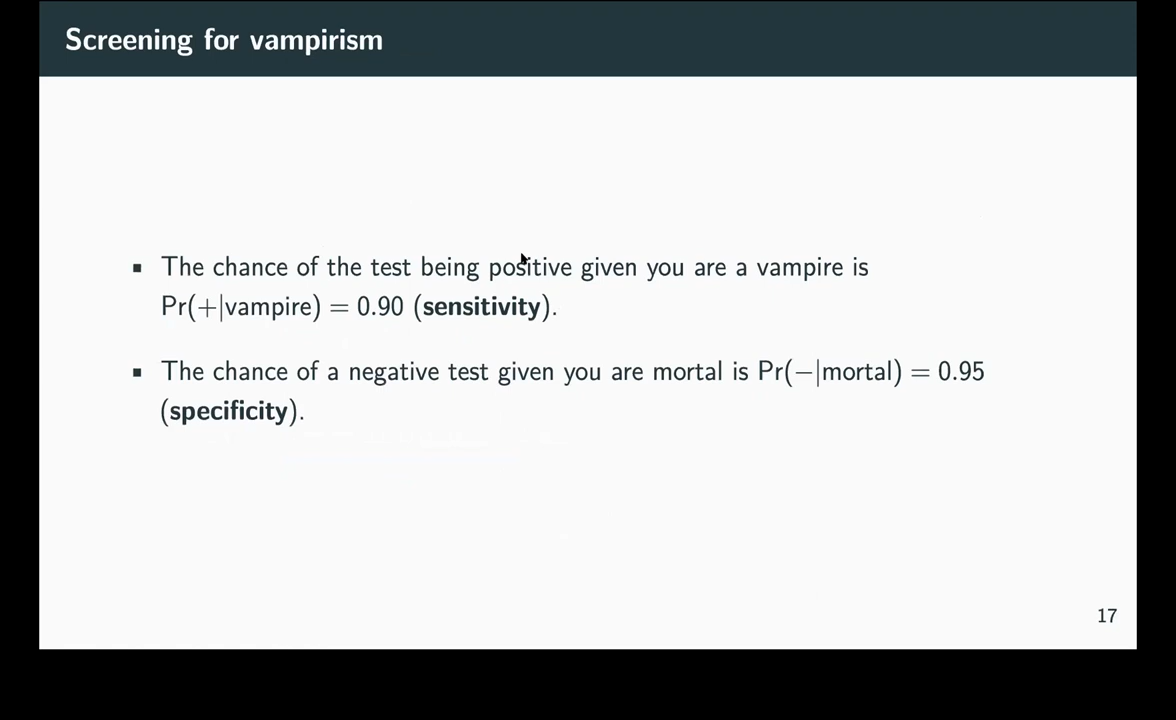 Screening for vampirism
▪ The chance of the test being positive given you are a vampire is
Pr(+|vampire) = 0.90 (sensitivity).
▪ The chance of a negative test given you are mortal is Pr(−|mortal) = 0.95
(specificity).
17